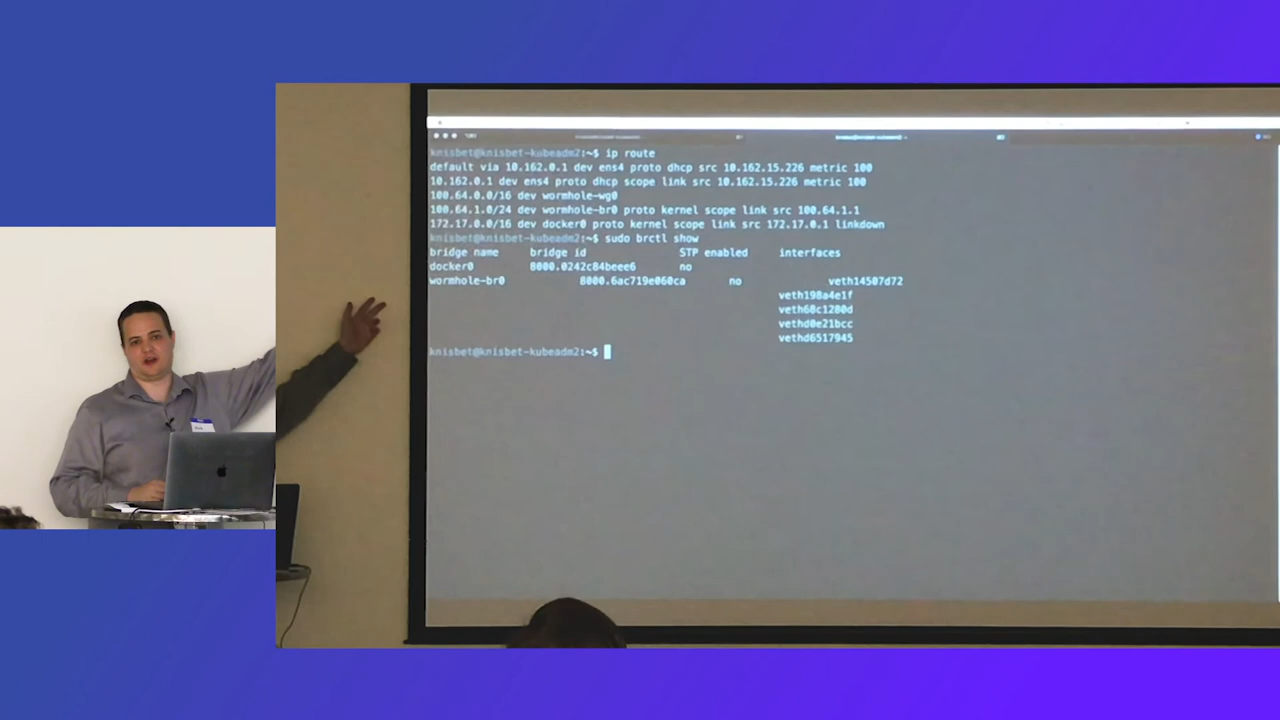 knisbet@knisbet-kubeadm2:~$ ip route
default via 10.162.0.1 dev ens4 proto dhcp src 10.162.15.226 metric 100
10.162.0.1 dev ens4 proto dhcp scope link src 10.162.15.226 metric 100
100.64.0.0/16 dev wormhole-wg0
100.64.1.0/24 dev wormhole-br0 proto kernel scope link src 100.64.1.1
172.17.0.0/16 dev docker0 proto kernel scope link src 172.17.0.1 linkdown
knisbet@knisbet-kubeadm2:~$ sudo brctl show
bridge name bridge id STP enabled interfaces
docker0 8000.0242c84beee6 no
wormhole-br0 8000.6ac719e060ca no veth14507d72
veth198a4e1f
veth68c1280d
vethd0e21bcc
vethd6517945
knisbet@knisbet-kubeadm2:~$